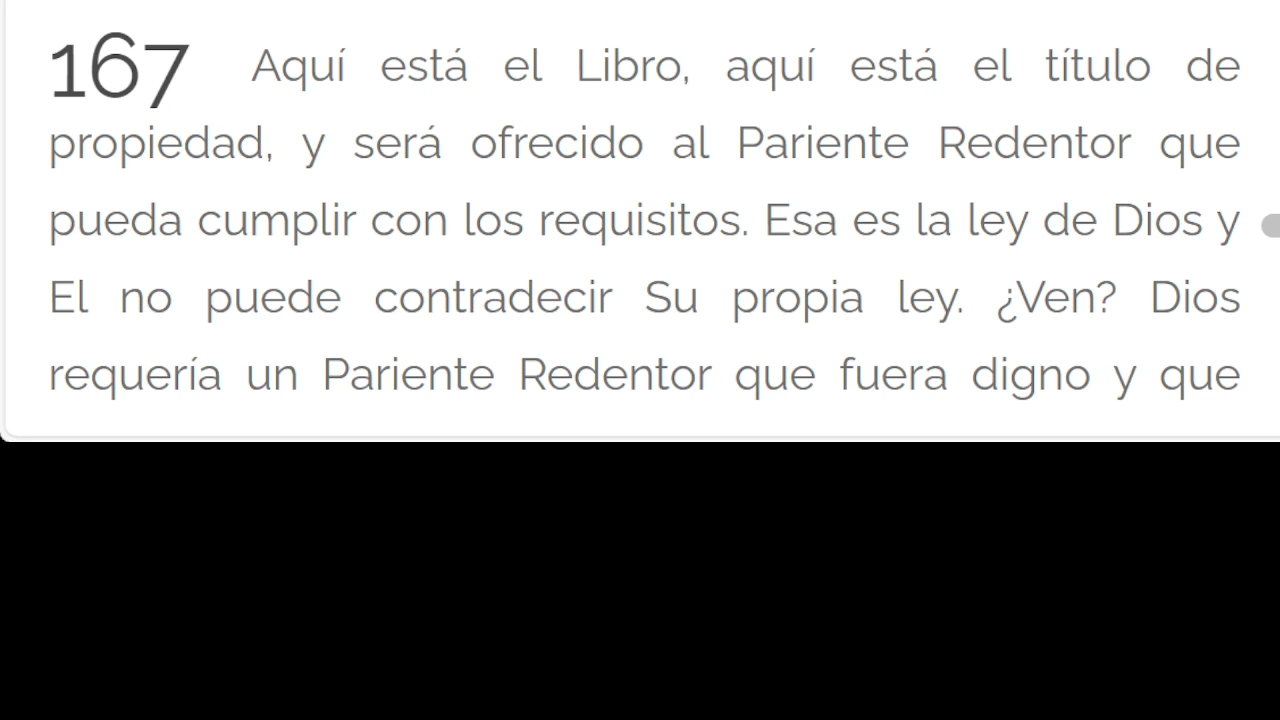 167 Aquí está el Libro, aquí está el título de
propiedad, y será ofrecido al Pariente Redentor que
pueda cumplir con los requisitos. Esa es la ley de Dios y
El no puede contradecir Su propia ley. ¿Ven? Dios
requería un Pariente Redentor que fuera digno y que